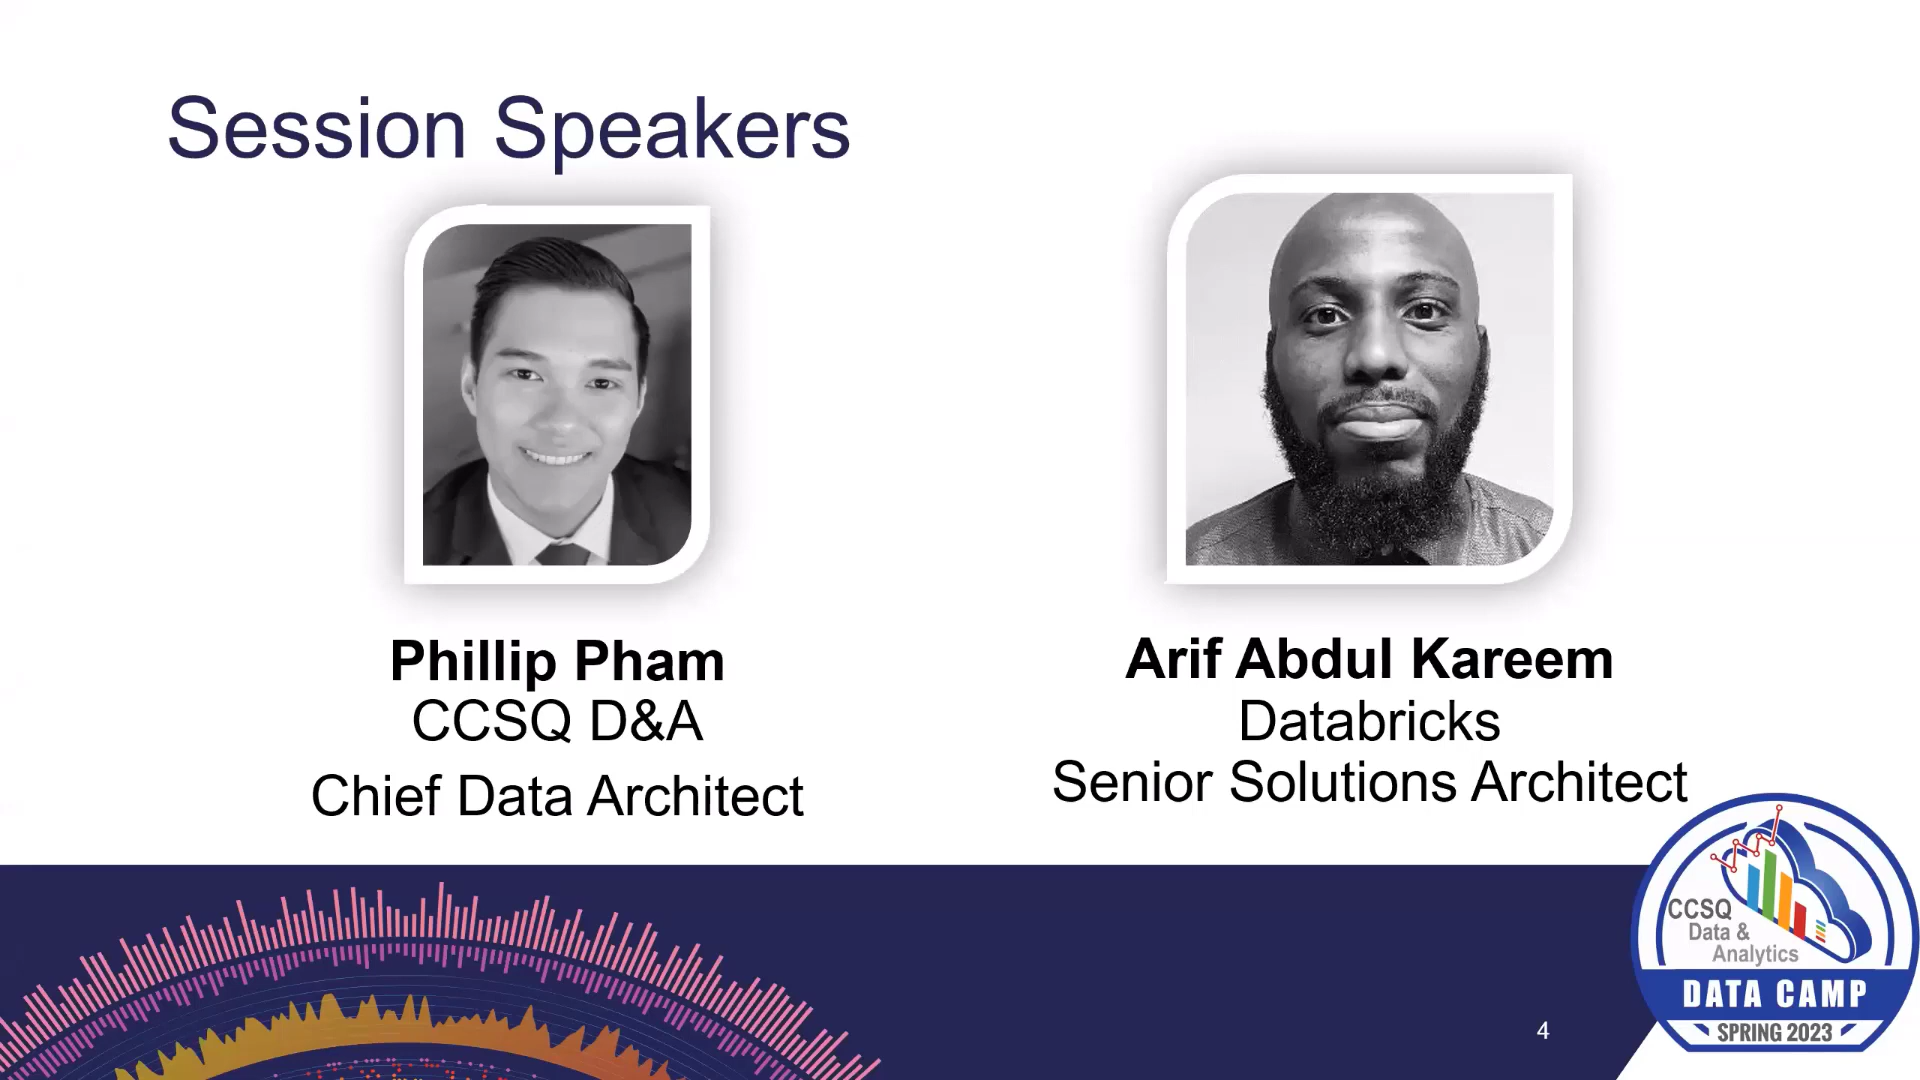 Session Speakers
Phillip Pham
CCSQ D&A
Chief Data Architect
Arif Abdul Kareem
Databricks
Senior Solutions Architect
CCSQ
Data &
Analytics
DATA CAMP
SPRING 2023
4